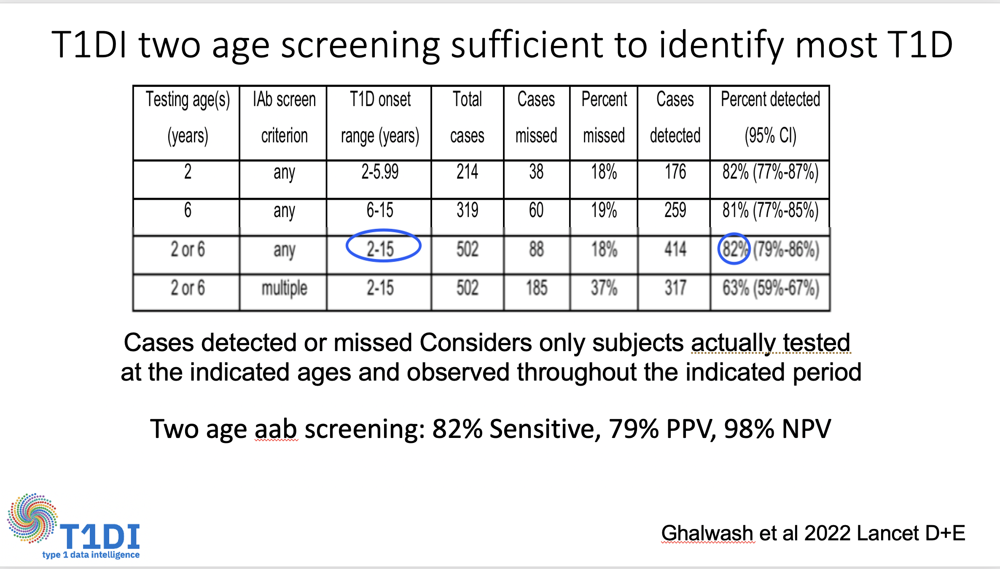 T1DI two age screening sufficient to identify most T1D
Testing age(s) (years) IAb screen criterion T1D onset range (years) Total cases Cases missed Percent missed Cases detected Percent detected (95% CI)
2 any 2-5.99 214 38 18% 176 82% (77%-87%)
6 any 6-15 319 60 19% 259 81% (77%-85%)
2 or 6 any 2-15 502 88 18% 414 82% (79%-86%)
2 or 6 multiple 2-15 502 185 37% 317 63% (59%-67%)
Cases detected or missed Considers only subjects actually tested
at the indicated ages and observed throughout the indicated period
Two age aab screening: 82% Sensitive, 79% PPV, 98% NPV
T1DI
type 1 data intelligence
Ghalwash et al 2022 Lancet D+E